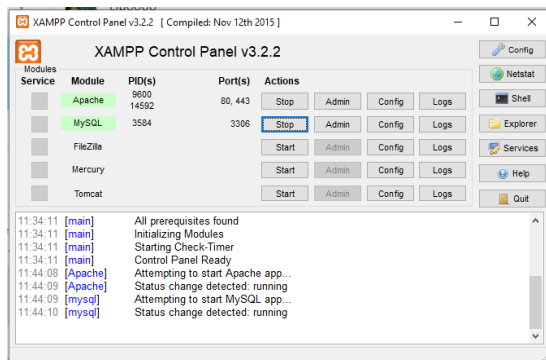 XAMPP Control Panel v3.2.2 [ Compiled: Nov 12th 2015 ]
XAMPP Control Panel v3.2.2
Config
Modules
Service Module PID(s) Port(s) Actions
Netstat
Apache 9600 14592 80, 443 Stop Admin Config Logs
Shell
MySQL 3584 3306 Stop Admin Config Logs
Explorer
FileZilla Start Admin Config Logs
Services
Mercury Start Admin Config Logs
Help
Tomcat Start Admin Config Logs
Quit
11:34:11 [main] All prerequisites found
11:34:11 [main] Initializing Modules
11:34:11 [main] Starting Check-Timer
11:34:11 [main] Control Panel Ready
11:44:08 [Apache] Attempting to start Apache app...
11:44:09 [Apache] Status change detected: running
11:44:09 [mysql] Attempting to start MySQL app...
11:44:10 [mysql] Status change detected: running